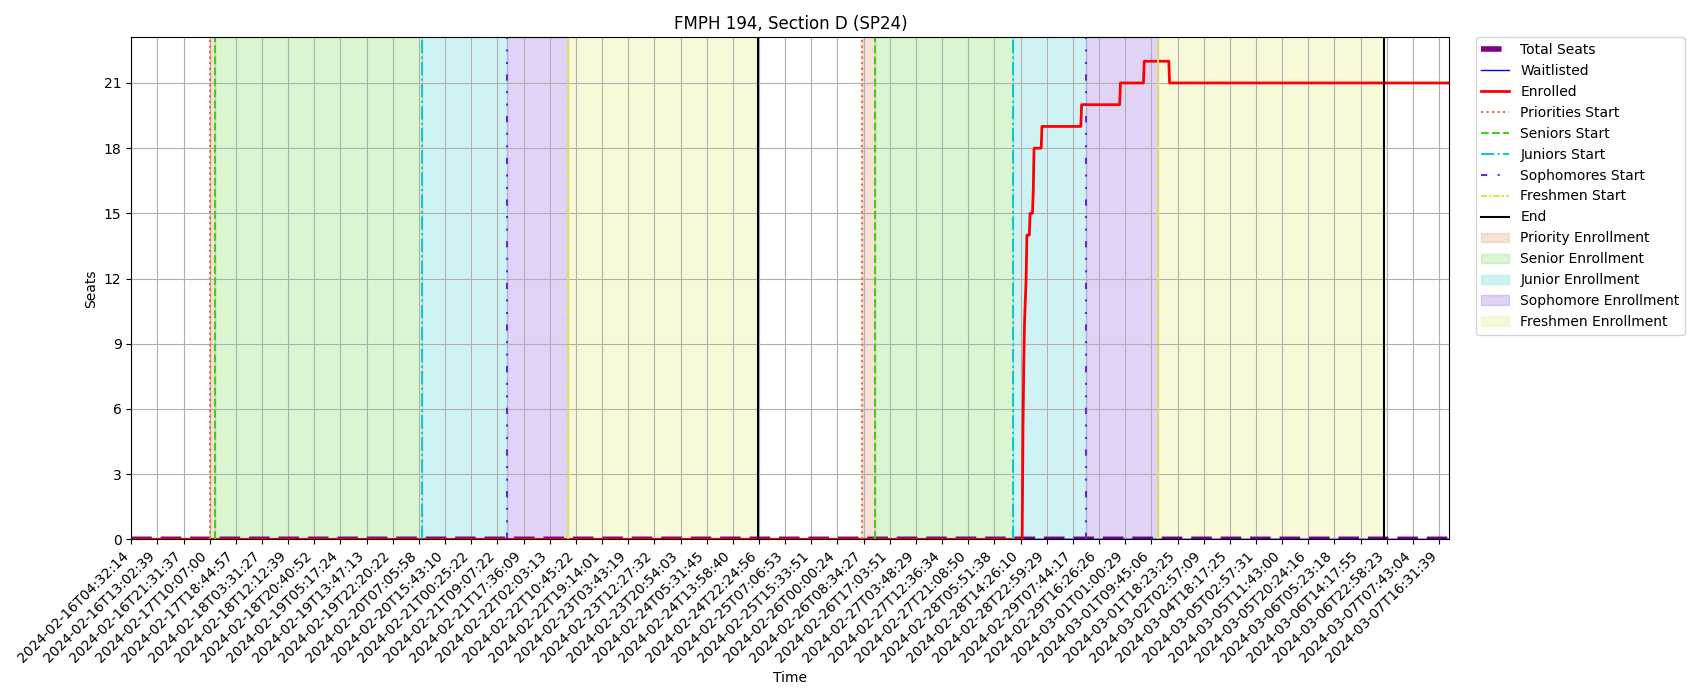 FMPH 194, Section D (SP24)
Seats
21
18
15
12
9
6
3
0
2024-02-16T04:32:14
2024-02-16T13:02:39
2024-02-16T21:31:37
2024-02-17T10:07:00
2024-02-17T18:44:57
2024-02-18T03:31:27
2024-02-18T12:12:39
2024-02-18T20:40:52
2024-02-19T05:17:24
2024-02-19T13:47:13
2024-02-19T22:20:22
2024-02-20T07:05:58
2024-02-20T15:43:10
2024-02-21T00:25:22
2024-02-21T09:07:22
2024-02-21T17:36:09
2024-02-22T02:03:13
2024-02-22T10:45:22
2024-02-22T19:14:01
2024-02-23T03:43:19
2024-02-23T12:27:32
2024-02-23T20:54:03
2024-02-24T05:31:45
2024-02-24T13:58:40
2024-02-24T22:24:56
2024-02-25T07:06:53
2024-02-25T15:33:51
2024-02-26T00:00:24
2024-02-26T08:34:27
2024-02-26T17:03:51
2024-02-27T03:48:29
2024-02-27T12:36:34
2024-02-27T21:08:50
2024-02-28T05:51:38
2024-02-28T14:26:10
2024-02-28T22:59:29
2024-02-29T07:44:17
2024-02-29T16:26:26
2024-03-01T01:00:29
2024-03-01T09:45:06
2024-03-01T18:23:25
2024-03-02T02:57:09
2024-03-04T18:17:25
2024-03-05T02:57:31
2024-03-05T11:43:00
2024-03-05T20:24:16
2024-03-06T05:23:18
2024-03-06T14:17:55
2024-03-06T22:58:23
2024-03-07T07:43:04
2024-03-07T16:31:39
Time
Total Seats
Waitlisted
Enrolled
Priorities Start
Seniors Start
Juniors Start
Sophomores Start
Freshmen Start
End
Priority Enrollment
Senior Enrollment
Junior Enrollment
Sophomore Enrollment
Freshmen Enrollment